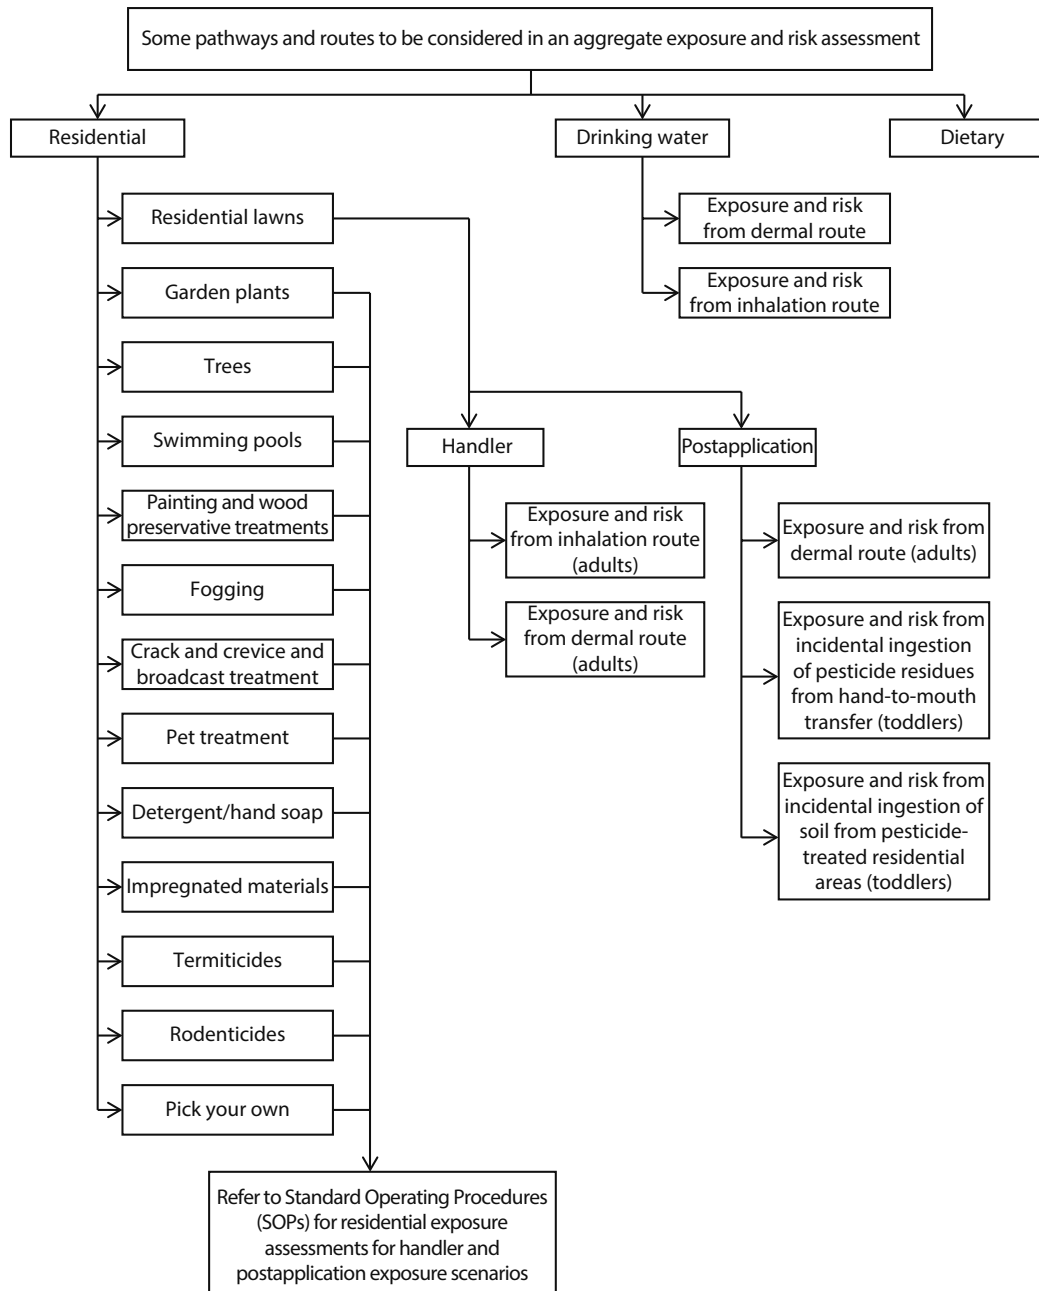 Some pathways and routes to be considered in an aggregate exposure and risk assessment
Residential
Drinking water
Dietary
Residential lawns
Garden plants
Trees
Swimming pools
Painting and wood
preservative treatments
Fogging
Crack and crevice and
broadcast treatment
Pet treatment
Detergent/hand soap
Impregnated materials
Termiticides
Rodenticides
Pick your own
Refer to Standard Operating Procedures
(SOPs) for residential exposure
assessments for handler and
postapplication exposure scenarios
Handler
Exposure and risk
from inhalation route
(adults)
Exposure and risk
from dermal route
(adults)
Postapplication
Exposure and risk from
dermal route (adults)
Exposure and risk from
incidental ingestion
of pesticide residues
from hand-to-mouth
transfer (toddlers)
Exposure and risk from
incidental ingestion of
soil from pesticide-
treated residential
areas (toddlers)
Exposure and risk
from dermal route
Exposure and risk
from inhalation route